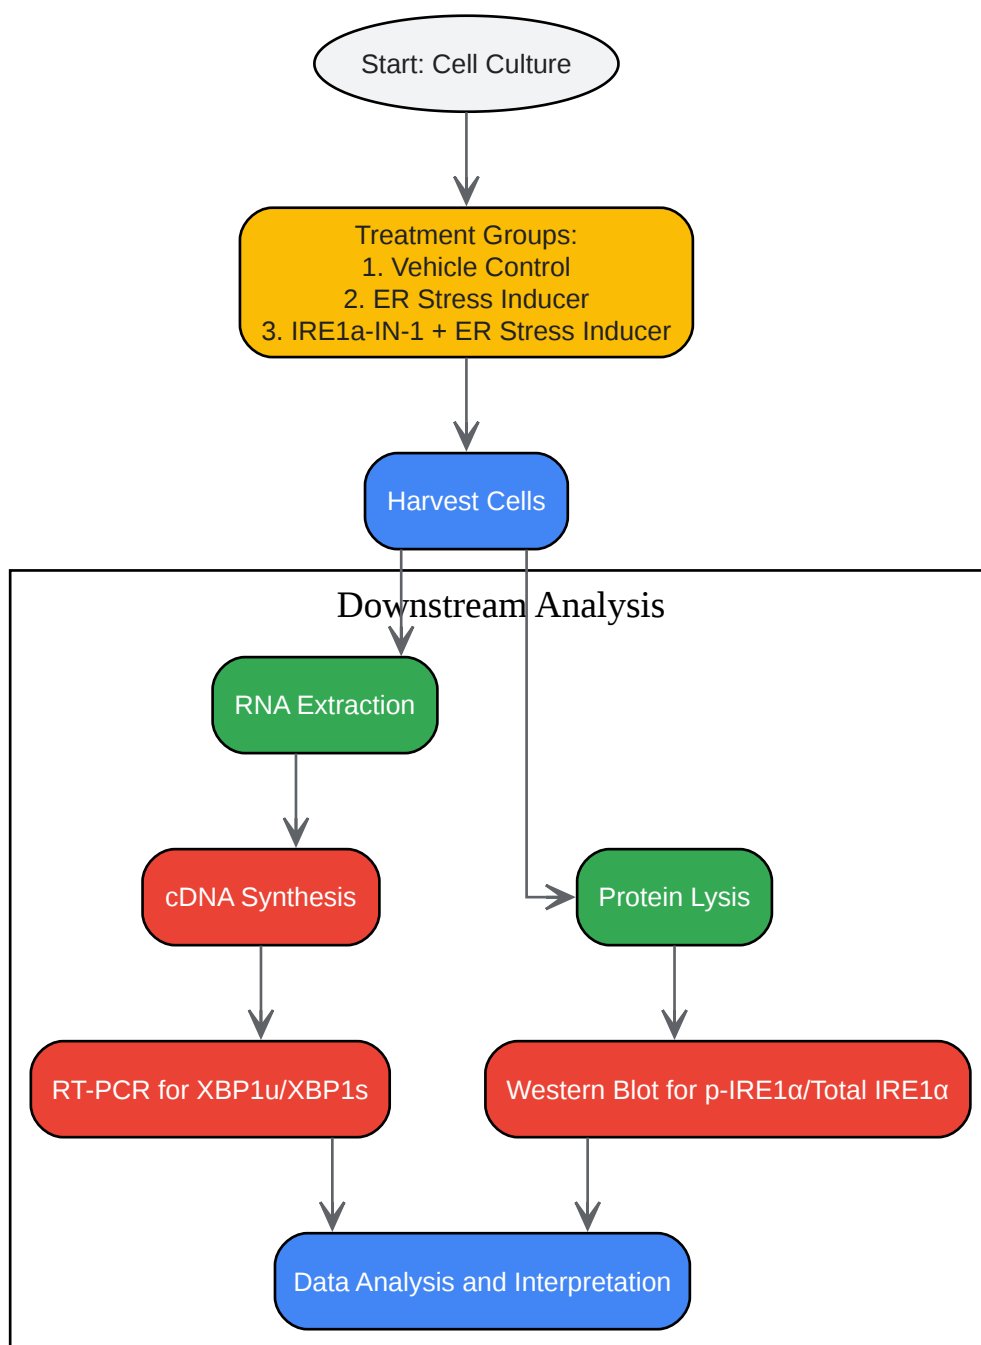 Start: Cell Culture
Treatment Groups:
1. Vehicle Control
2. ER Stress Inducer
3. IRE1a-IN-1 + ER Stress Inducer
Harvest Cells
Downstream Analysis
RNA Extraction
cDNA Synthesis
Protein Lysis
RT-PCR for XBP1u/XBP1s
Western Blot for p-IRE1α/Total IRE1α
Data Analysis and Interpretation